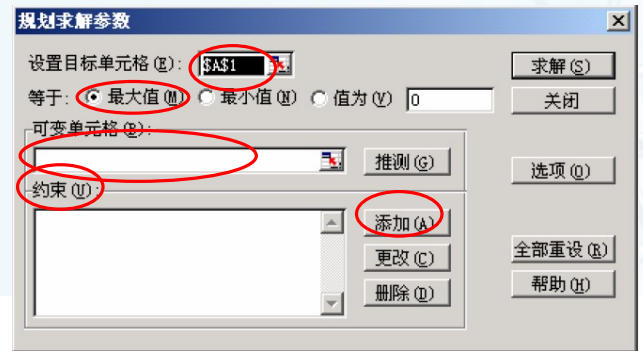 规划求解参数
设置目标单元格(E): $A$1 求解(S)
等于: 最大值(M) 最小值(N) 值为(V) 0 关闭
可变单元格(B):
推测(G) 选项(O)
约束(U):
添加(A)
更改(C) 全部重设(R)
删除(D) 帮助(H)